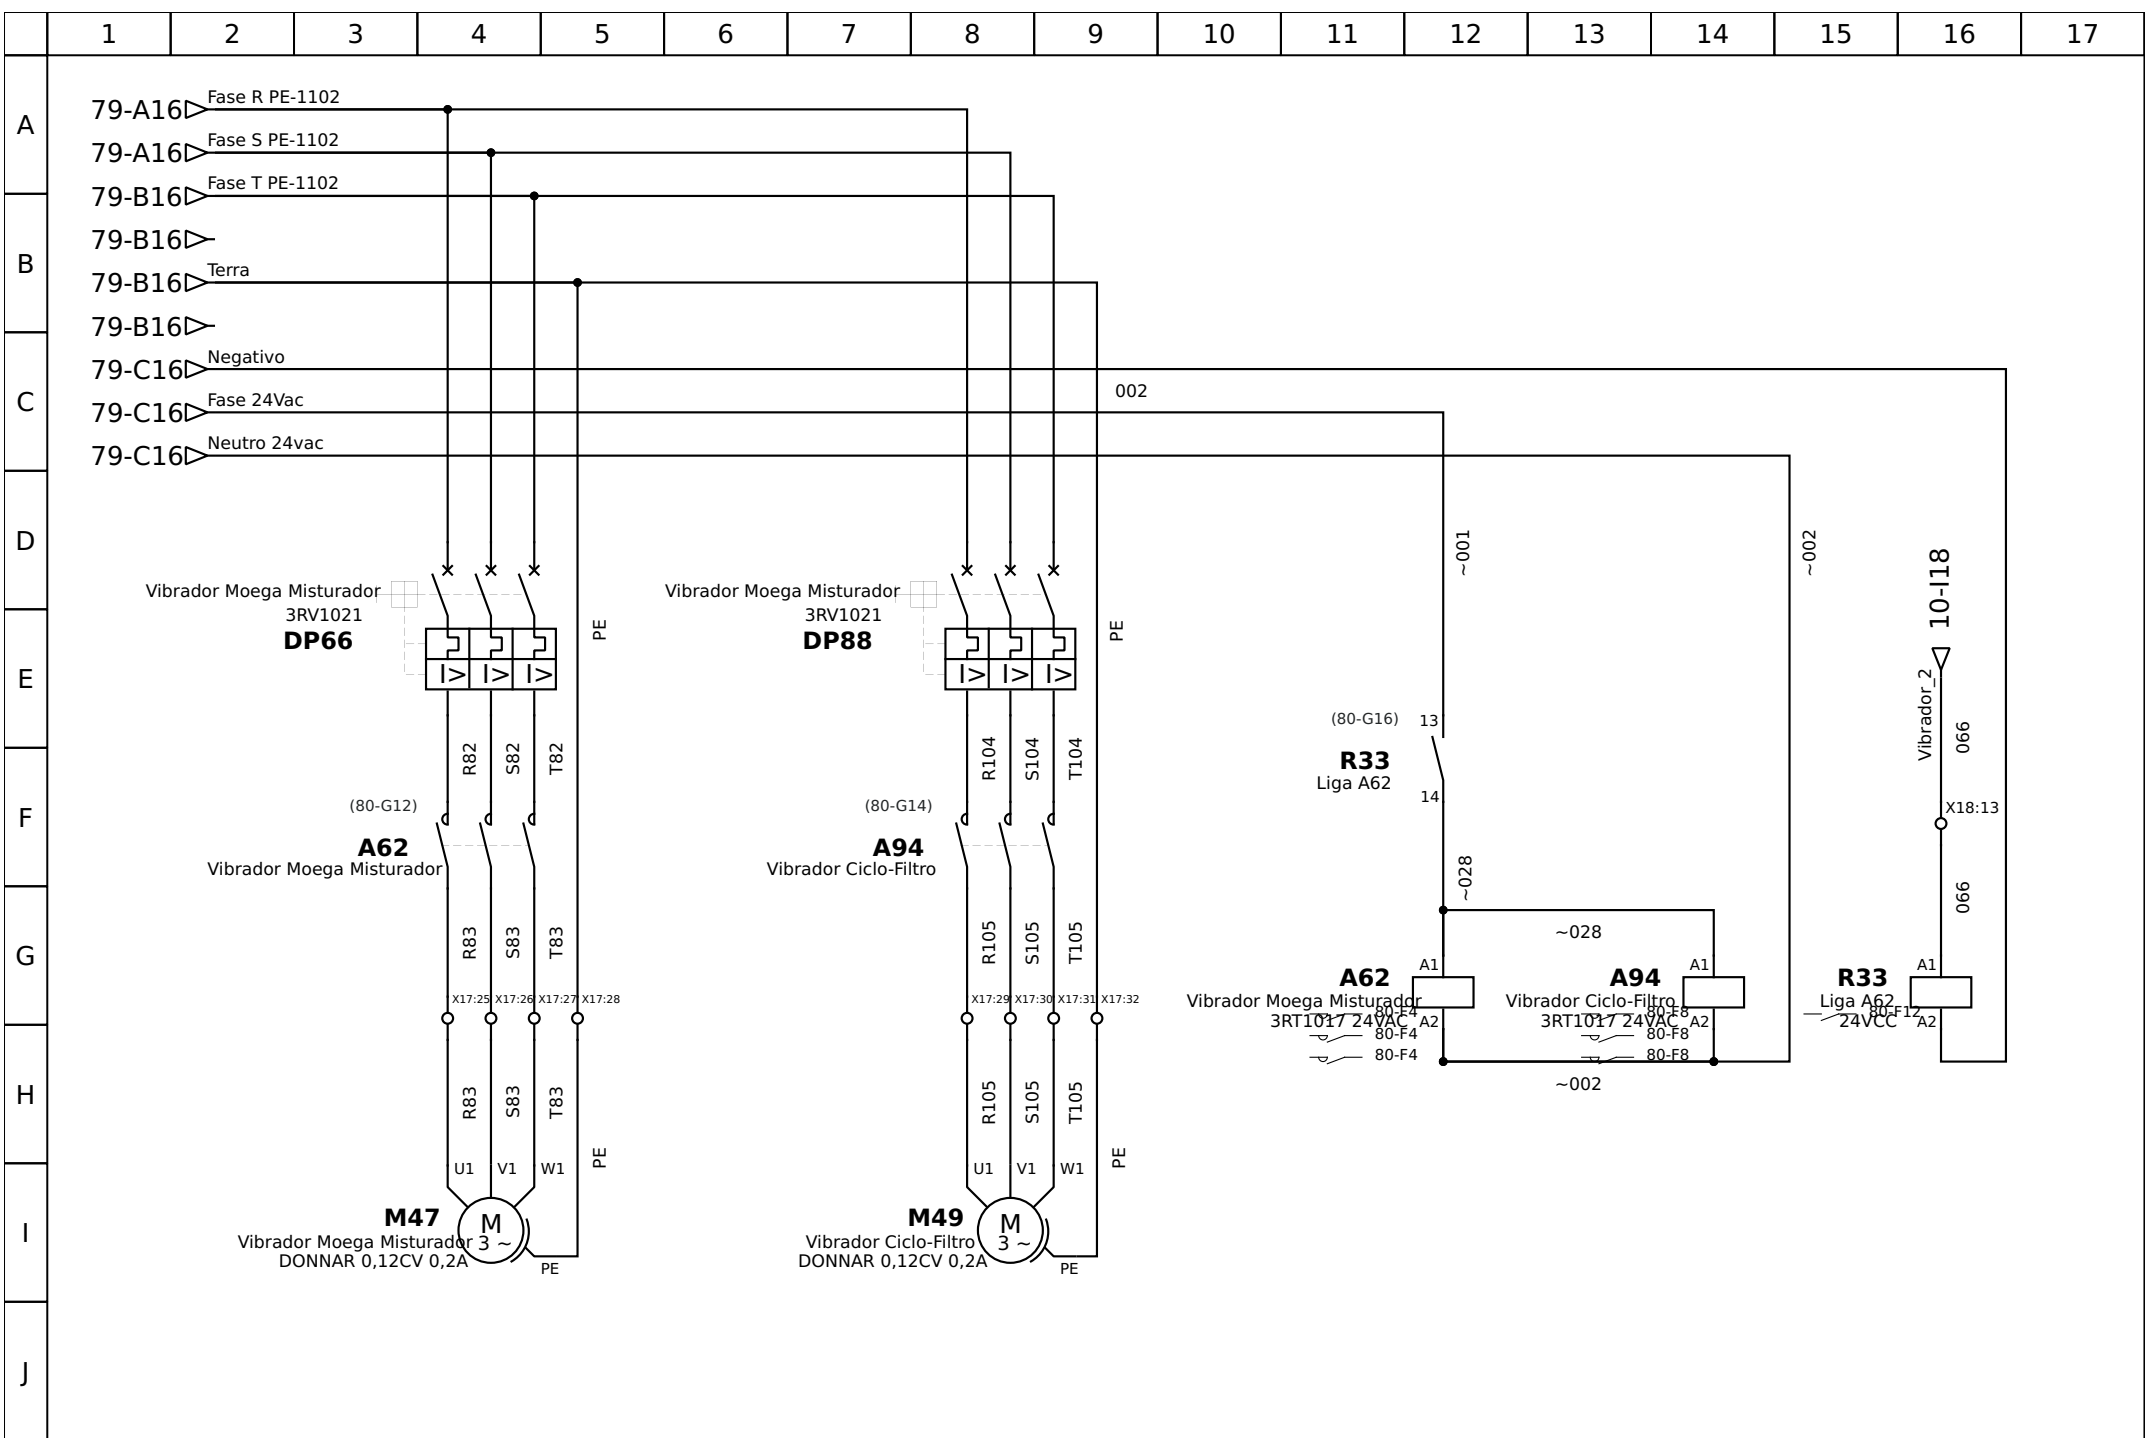 1 2 3 4 5 6 7 8 9 10 11 12 13 14 15 16 17
A
B
C
D
E
F
G
H
I
J
79-A16 Fase R PE-1102
79-A16 Fase S PE-1102
79-B16 Fase T PE-1102
79-B16
79-B16 Terra
79-B16
79-C16 Negativo
002
79-C16 Fase 24Vac
79-C16 Neutro 24vac
Vibrador Moega Misturador
3RV1021
DP66
I> I> I>
PE
R82 S82 T82
(80-G12)
A62
Vibrador Moega Misturador
R83 S83 T83
X17:25 X17:26 X17:27 X17:28
R83 S83 T83
PE
U1 V1 W1
M47
M
3 ~
Vibrador Moega Misturador
DONNAR 0,12CV 0,2A
PE
Vibrador Moega Misturador
3RV1021
DP88
I> I> I>
PE
R104 S104 T104
(80-G14)
A94
Vibrador Ciclo-Filtro
R105 S105 T105
X17:29 X17:30 X17:31 X17:32
R105 S105 T105
PE
U1 V1 W1
M49
M
3 ~
Vibrador Ciclo-Filtro
DONNAR 0,12CV 0,2A
PE
~001
~002
(80-G16) 13
R33
Liga A62
14
~028
~028
A62 A1
Vibrador Moega Misturador
3RT1017 24VAC A2
80-F4
80-F4
80-F4
A94 A1
Vibrador Ciclo-Filtro
3RT1017 24VAC A2
80-F8
80-F8
80-F8
~002
10-I18
Vibrador_2
066
X18:13
066
R33 A1
Liga A62
24VCC A2
80-F12